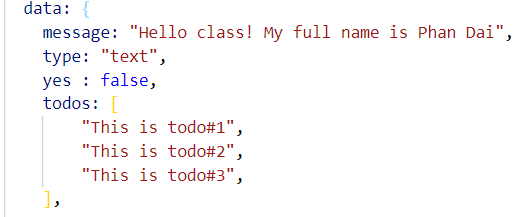 data: {
message: "Hello class! My full name is Phan Dai",
type: "text",
yes : false,
todos: [
"This is todo#1",
"This is todo#2",
"This is todo#3",
],